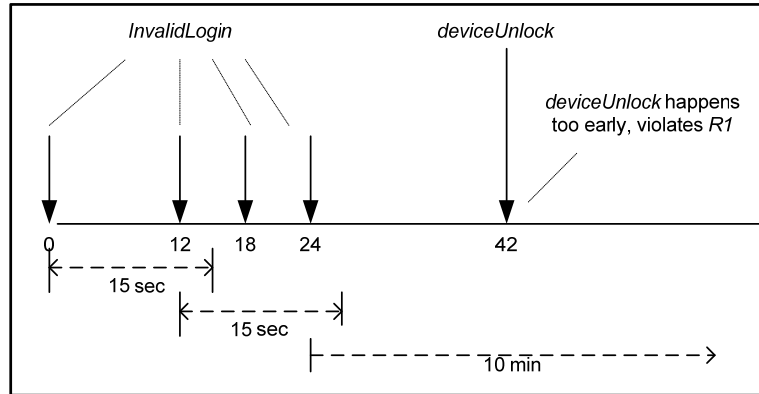 InvalidLogin
deviceUnlock
deviceUnlock happens
too early, violates R1
0
12
18
24
42
15 sec
15 sec
10 min